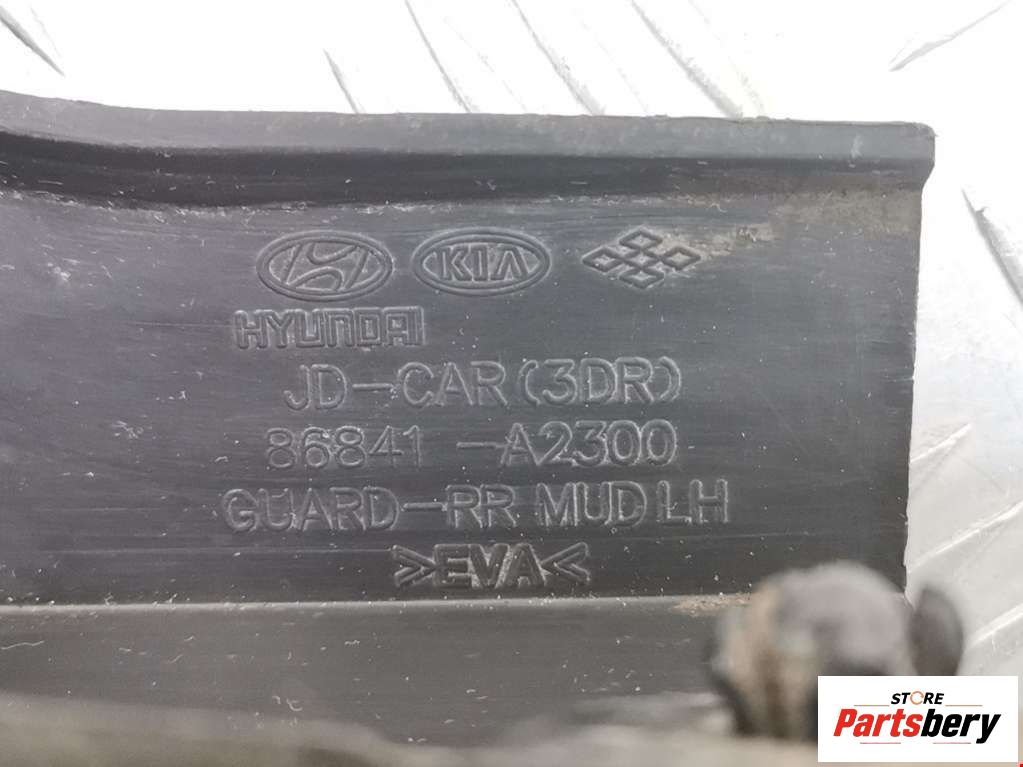 KIA
HYUNDAI
JD-CAR(3DR)
86841-A2300
GUARD-RR MUD LH
>EVA<
STORE
Partsbery